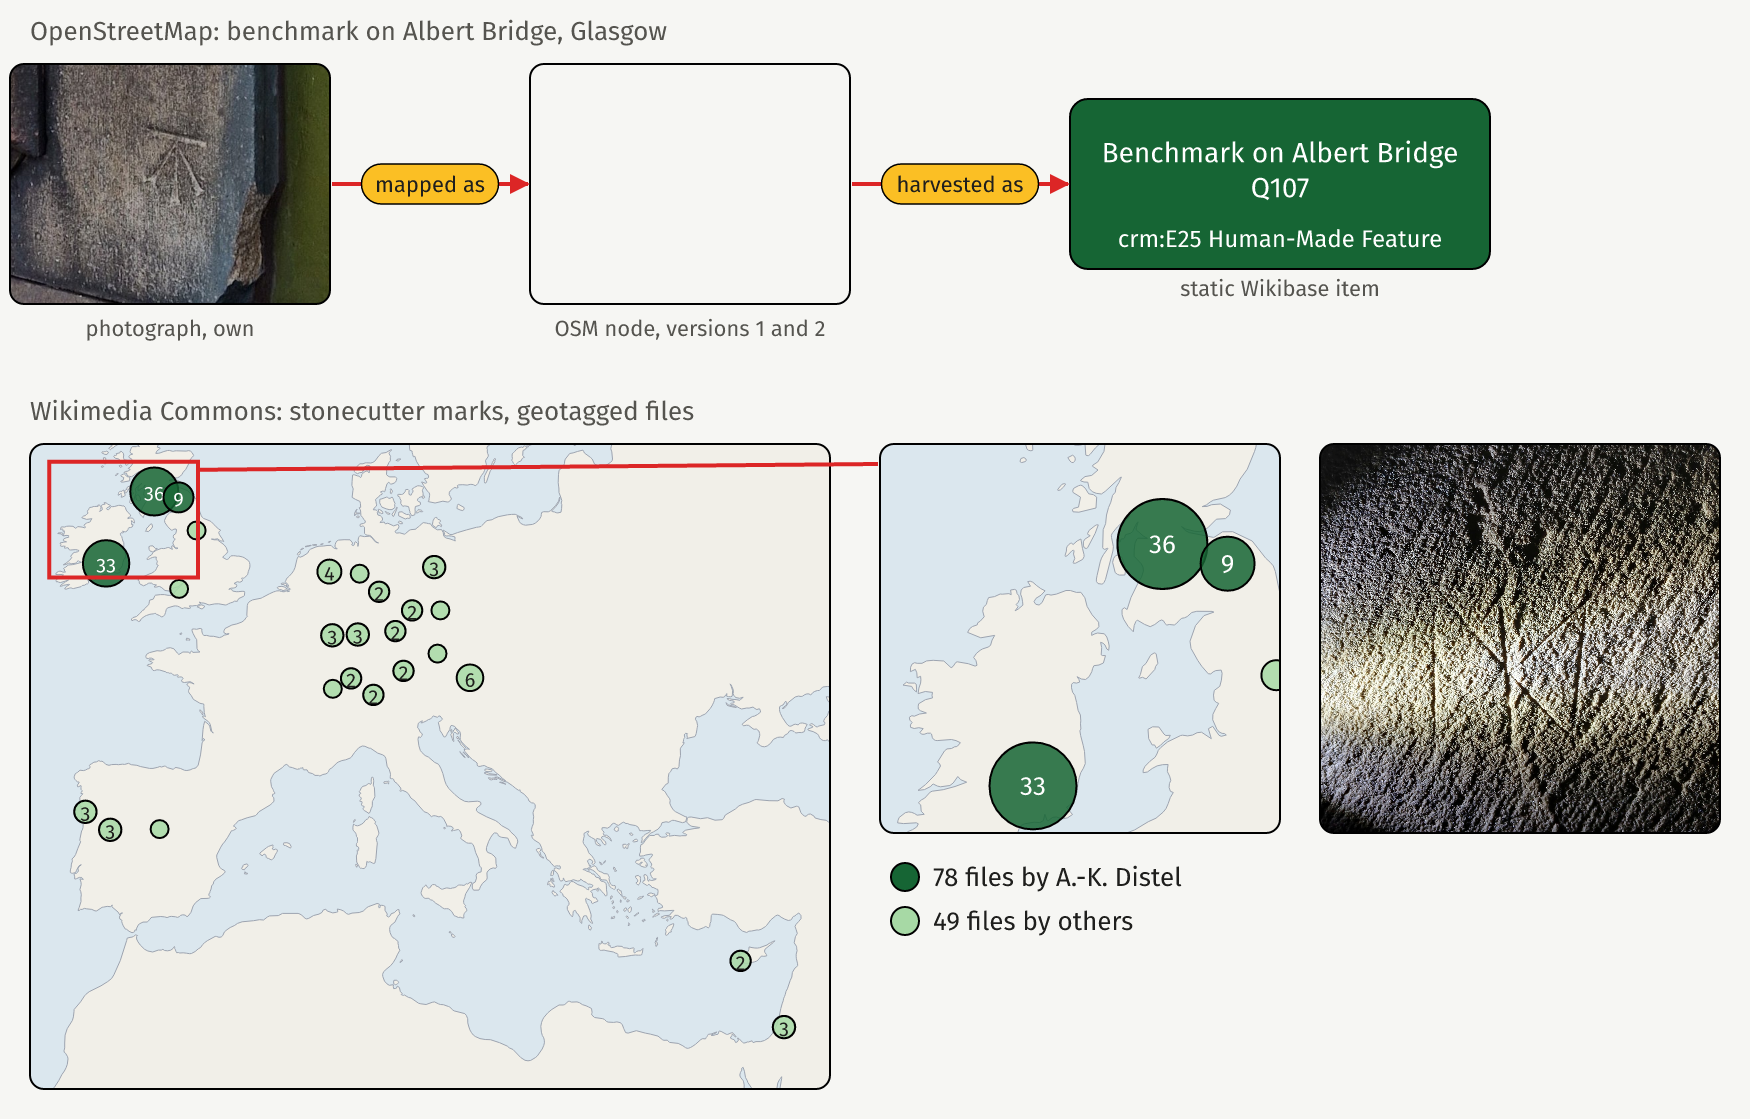 OpenStreetMap: benchmark on Albert Bridge, Glasgow
mapped as
harvested as
Benchmark on Albert Bridge
Q107
crm:E25 Human-Made Feature
static Wikibase item
photograph, own
OSM node, versions 1 and 2
Wikimedia Commons: stonecutter marks, geotagged files
36
9
33
4
3
2
2
3
3
2
2
2
2
6
3
3
2
3
36
9
33
78 files by A.-K. Distel
49 files by others